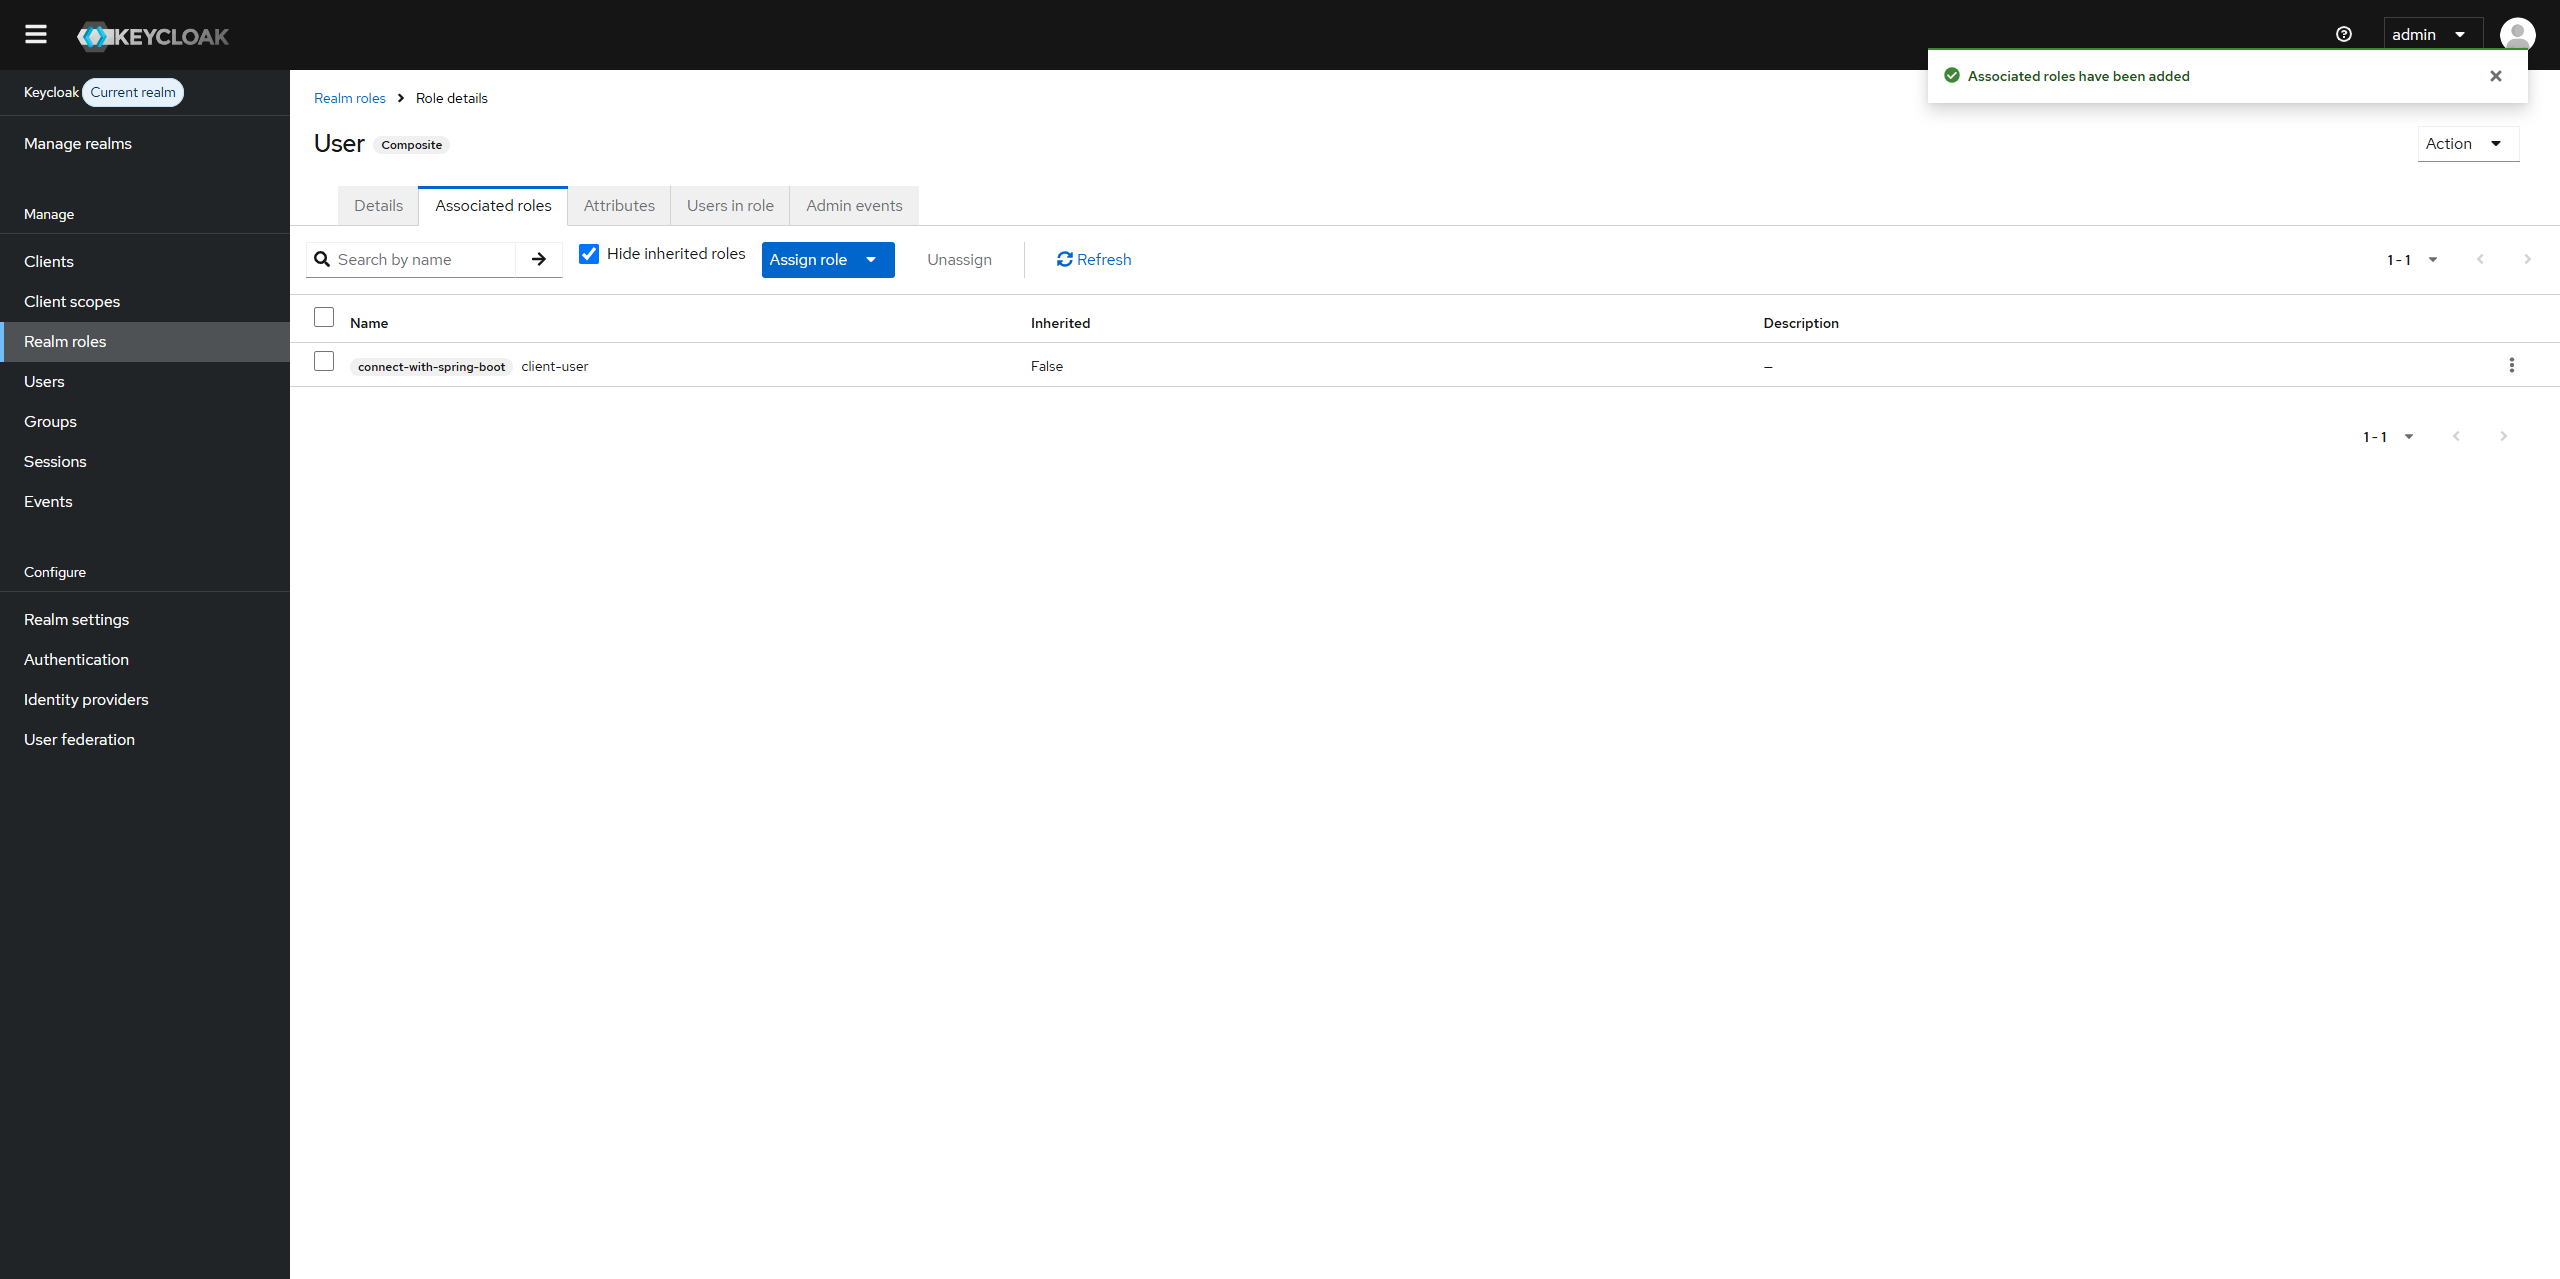 KEYCLOAK
admin
Associated roles have been added
Keycloak Current realm
Manage realms
Manage
Clients
Client scopes
Realm roles
Users
Groups
Sessions
Events
Configure
Realm settings
Authentication
Identity providers
User federation
Realm roles Role details
User Composite
Action
Details Associated roles Attributes Users in role Admin events
Search by name Hide inherited roles Assign role Unassign Refresh 1 - 1
Name Inherited Description
connect-with-spring-boot client-user False –
1 - 1